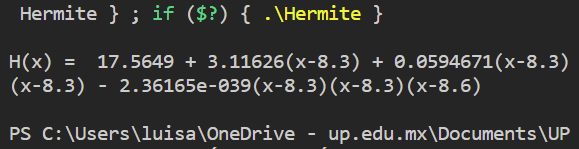 Hermite } ; if ($?) { .\Hermite }
H(x) =  17.5649 + 3.11626(x-8.3) + 0.0594671(x-8.3)
(x-8.3) - 2.36165e-039(x-8.3)(x-8.3)(x-8.6)
PS C:\Users\luisa\OneDrive - up.edu.mx\Documents\UP